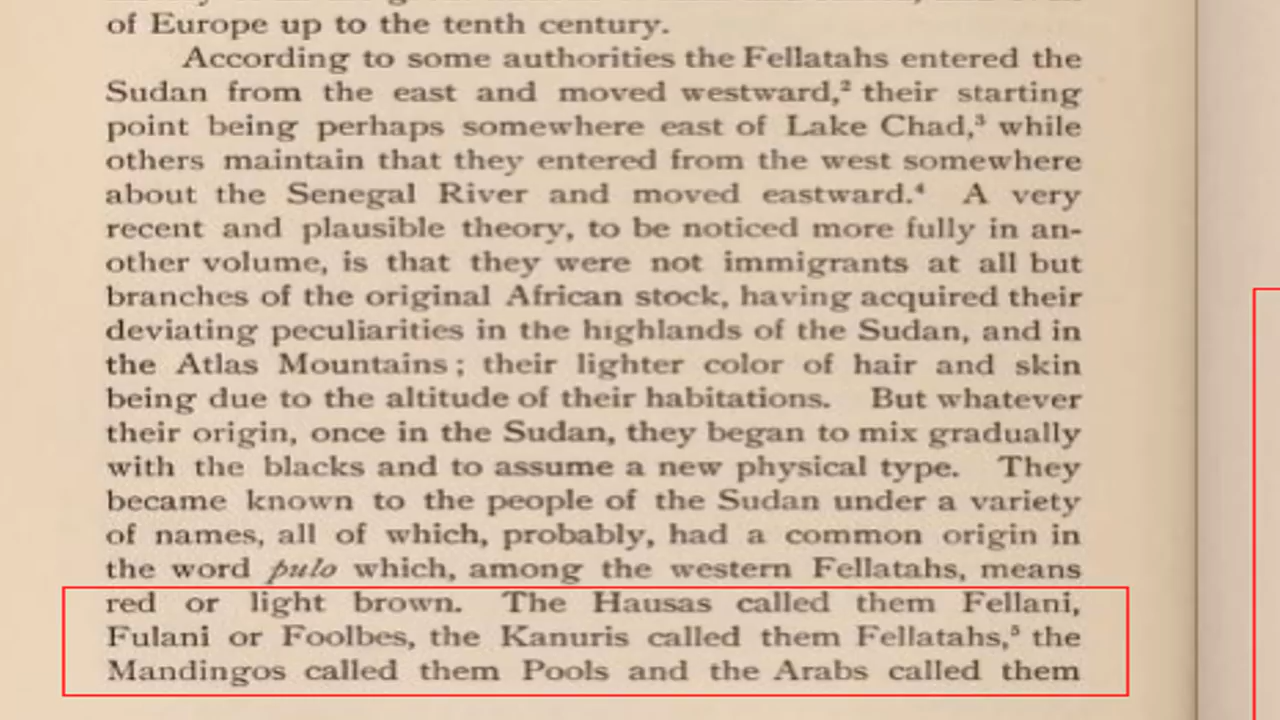 of Europe up to the tenth century.
According to some authorities the Fellatahs entered the
Sudan from the east and moved westward,² their starting
point being perhaps somewhere east of Lake Chad,³ while
others maintain that they entered from the west somewhere
about the Senegal River and moved eastward.⁴ A very
recent and plausible theory, to be noticed more fully in an-
other volume, is that they were not immigrants at all but
branches of the original African stock, having acquired their
deviating peculiarities in the highlands of the Sudan, and in
the Atlas Mountains; their lighter color of hair and skin
being due to the altitude of their habitations. But whatever
their origin, once in the Sudan, they began to mix gradually
with the blacks and to assume a new physical type. They
became known to the people of the Sudan under a variety
of names, all of which, probably, had a common origin in
the word pulo which, among the western Fellatahs, means
red or light brown. The Hausas called them Fellani,
Fulani or Foolbes, the Kanuris called them Fellatahs,⁵ the
Mandingos called them Pools and the Arabs called them